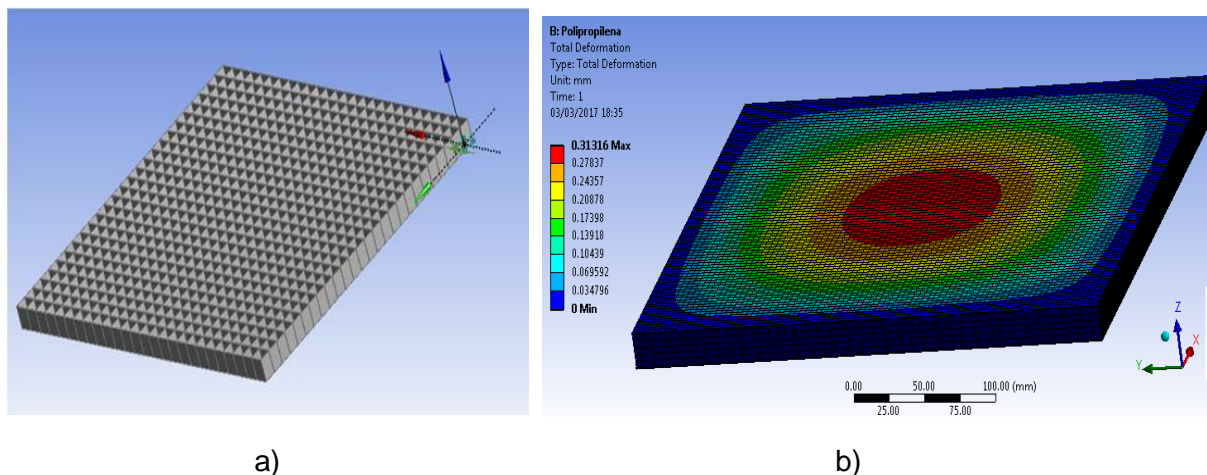 B: Polipropilena
Total Deformation
Type: Total Deformation
Unit: mm
Time: 1
03/03/2017 18:35
0.31316 Max
0.27837
0.24357
0.20878
0.17398
0.13918
0.10439
0.069592
0.034796
0 Min
Z
X
Y
0.00 50.00 100.00 (mm)
25.00 75.00
a) b)